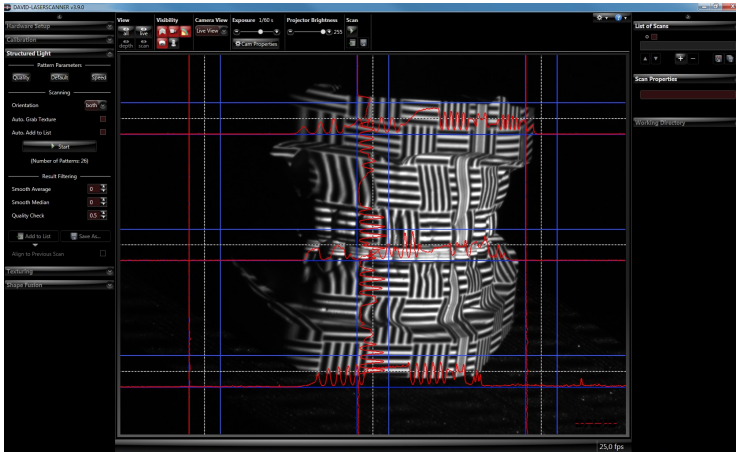 DAVID-LASERSCANNER v3.9.0
Hardware Setup
Calibration
Structured Light
Pattern Parameters
Quality Default Speed
Scanning
Orientation both
Auto. Grab Texture
Auto. Add to List
Start
(Number of Patterns: 26)
Result Filtering
Smooth Average 0
Smooth Median 0
Quality Check 0,5
Add to List Save As...
Align to Previous Scan
Texturing
Shape Fusion
View Visibility Camera View Exposure 1/60 s Projector Brightness Scan
all live Live View 255
depth scan Cam Properties
List of Scans
Scan Properties
Working Directory
25,0 fps